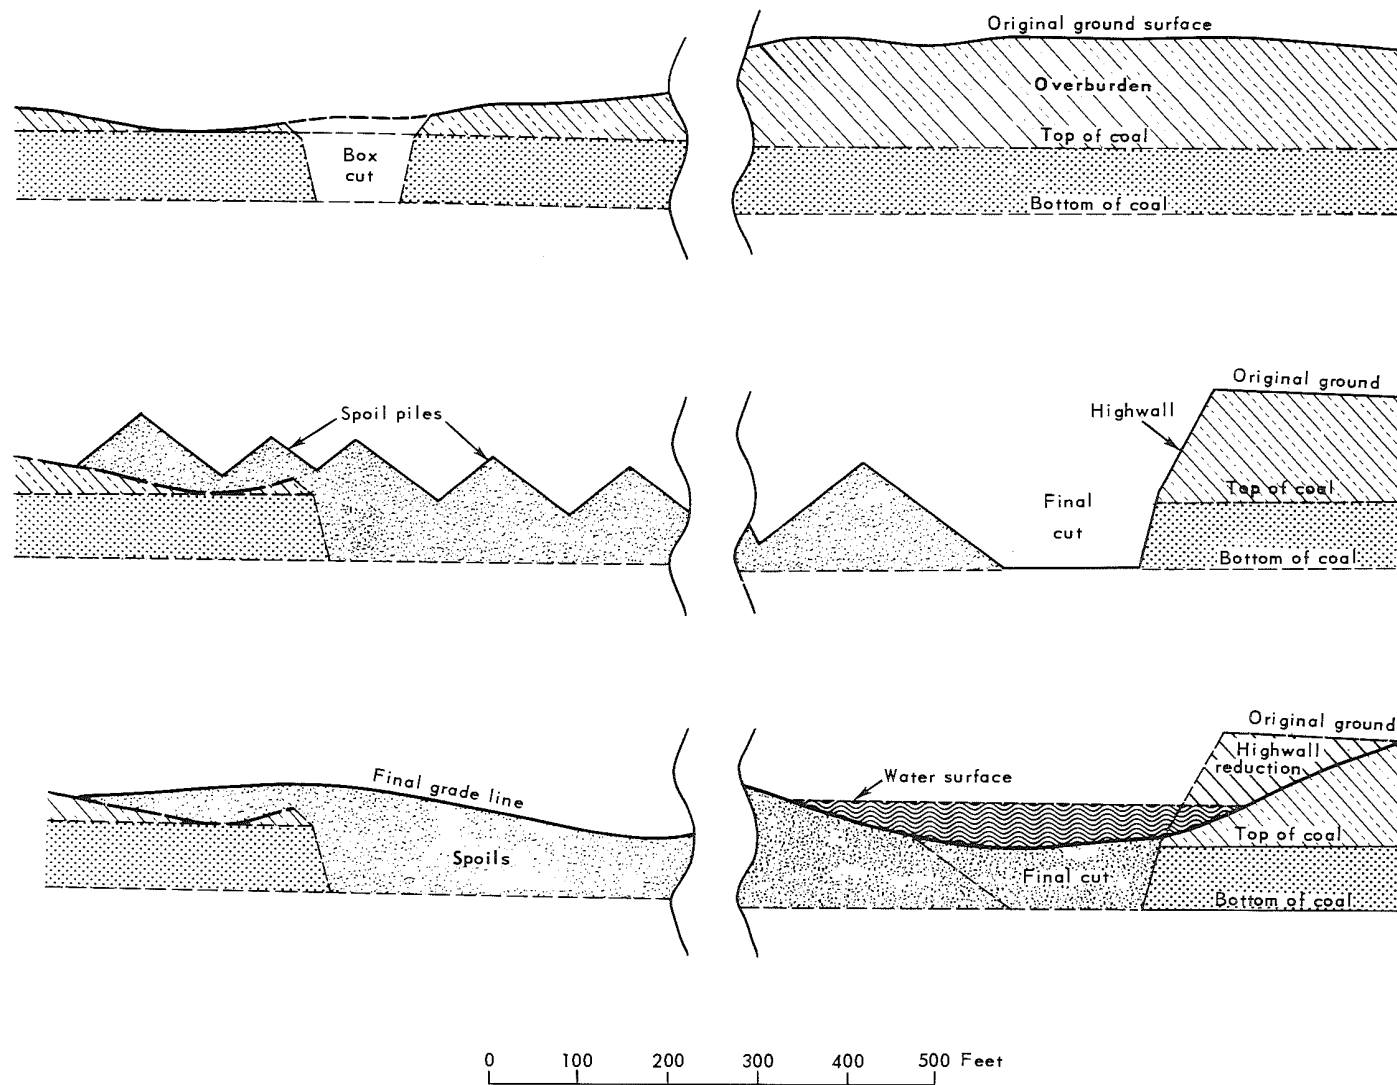 Original ground surface
Overburden
Top of coal
Box
cut
Bottom of coal
Original ground
Spoil piles
Highwall
Top of coal
Final
cut
Bottom of coal
Original ground
Highwall
reduction
Water surface
Final grade line
Top of coal
Spoils
Final cut
Bottom of coal
0 100 200 300 400 500 Feet